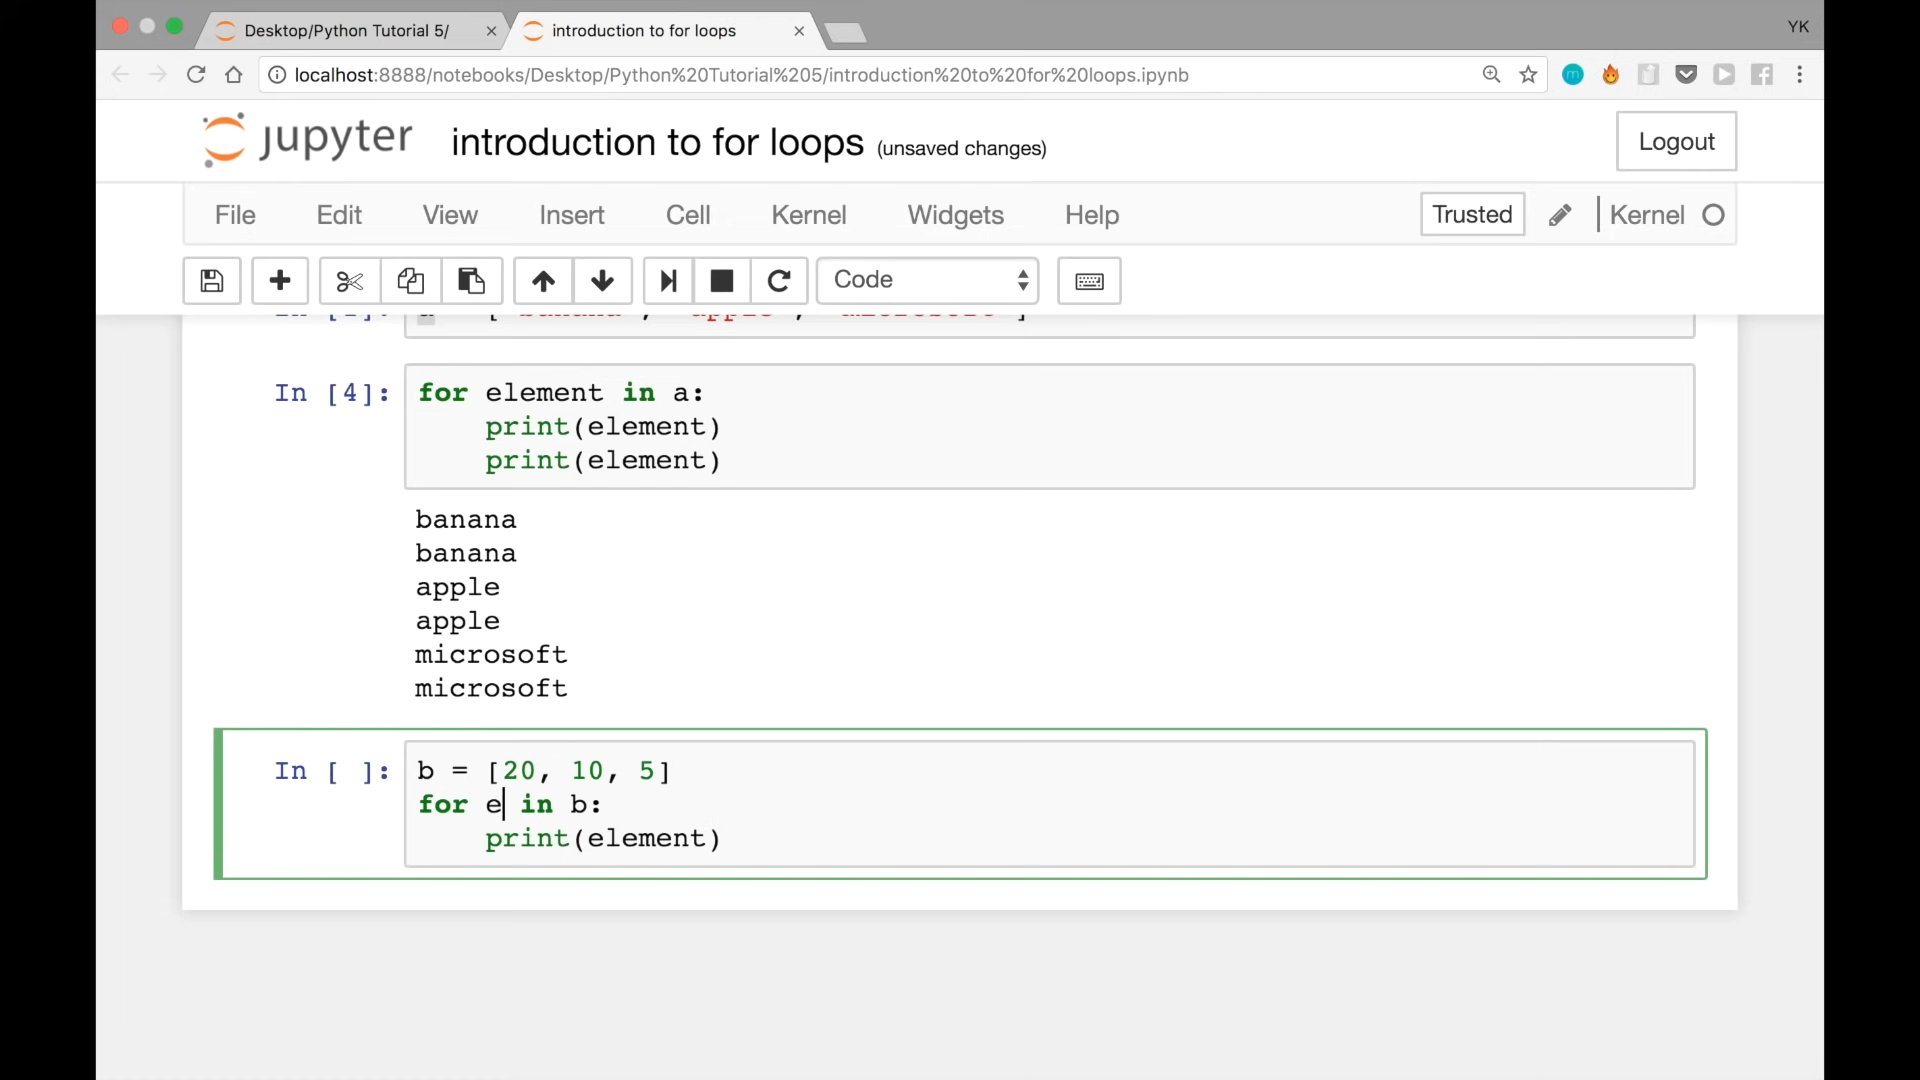 YK
Desktop/Python Tutorial 5/
introduction to for loops
localhost:8888/notebooks/Desktop/Python%20Tutorial%205/introduction%20to%20for%20loops.ipynb
jupyter introduction to for loops (unsaved changes)
Logout
File Edit View Insert Cell Kernel Widgets Help
Trusted
Kernel
Code
In [4]: for element in a:
print(element)
print(element)
banana
banana
apple
apple
microsoft
microsoft
In [ ]: b = [20, 10, 5]
for e in b:
print(element)